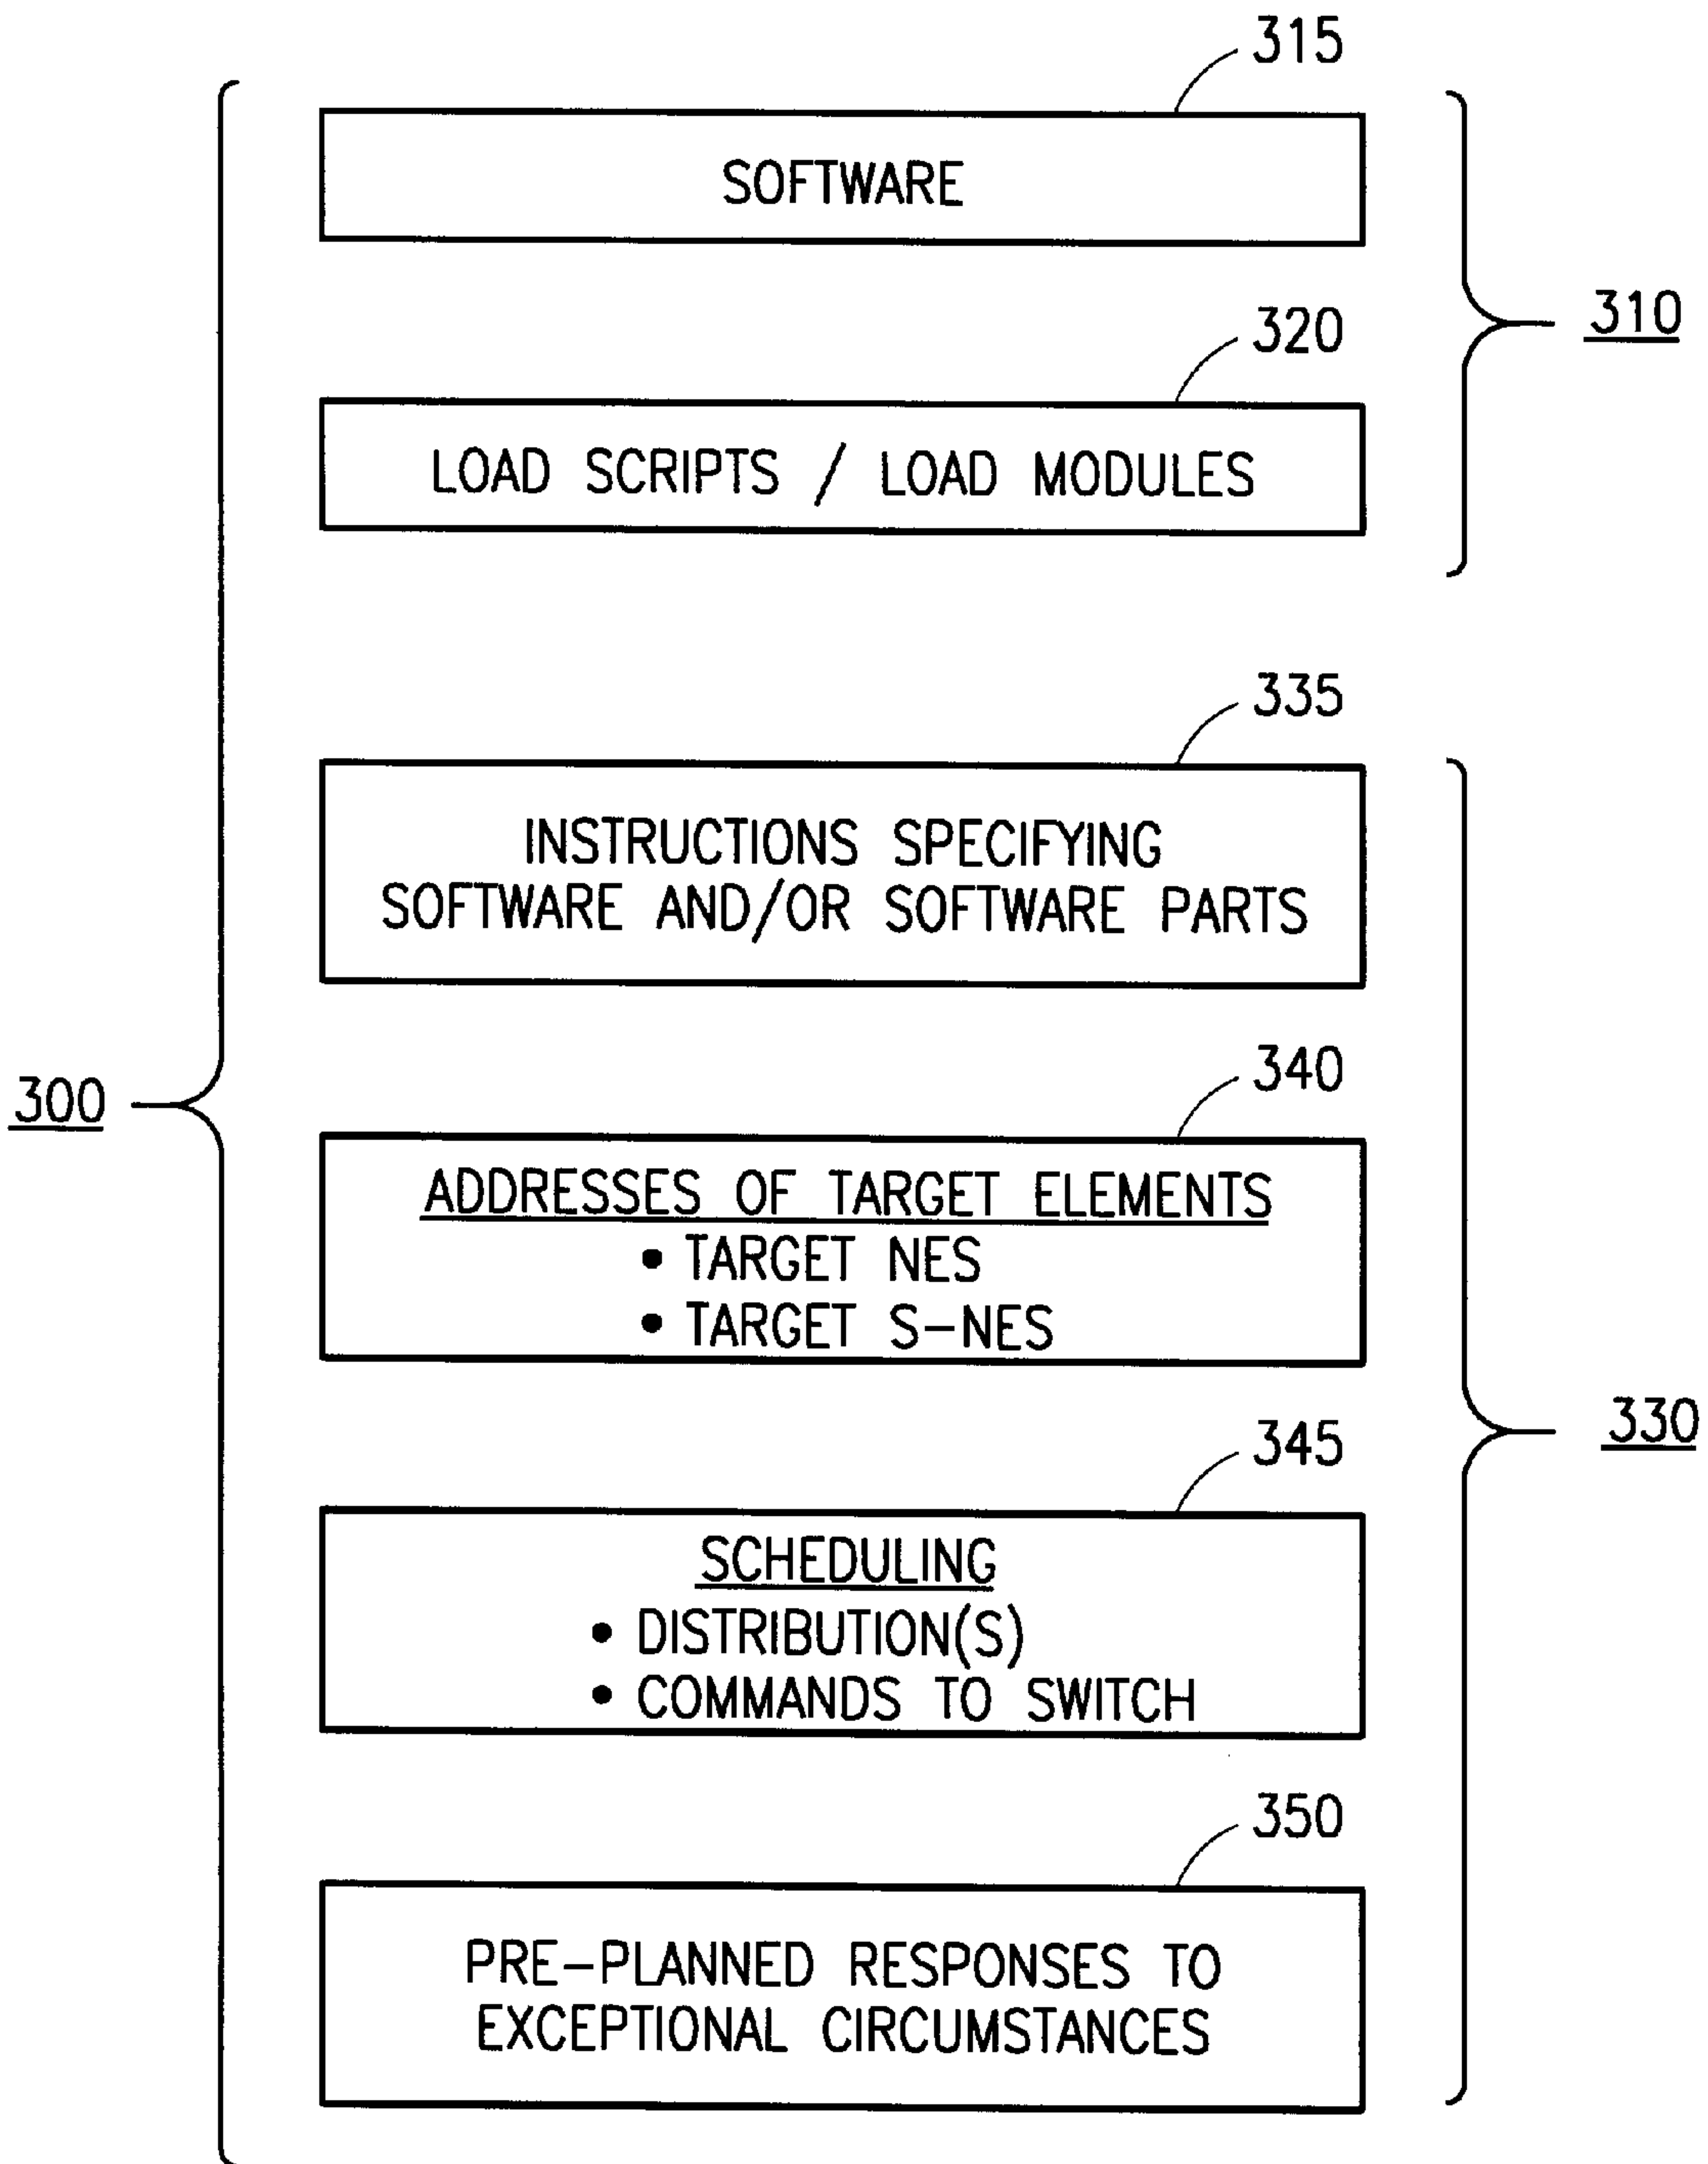 315
SOFTWARE
310
320
LOAD SCRIPTS / LOAD MODULES
335
INSTRUCTIONS SPECIFYING
SOFTWARE AND/OR SOFTWARE PARTS
300
340
ADDRESSES OF TARGET ELEMENTS
• TARGET NES
• TARGET S-NES
330
345
SCHEDULING
• DISTRIBUTION(S)
• COMMANDS TO SWITCH
350
PRE-PLANNED RESPONSES TO
EXCEPTIONAL CIRCUMSTANCES